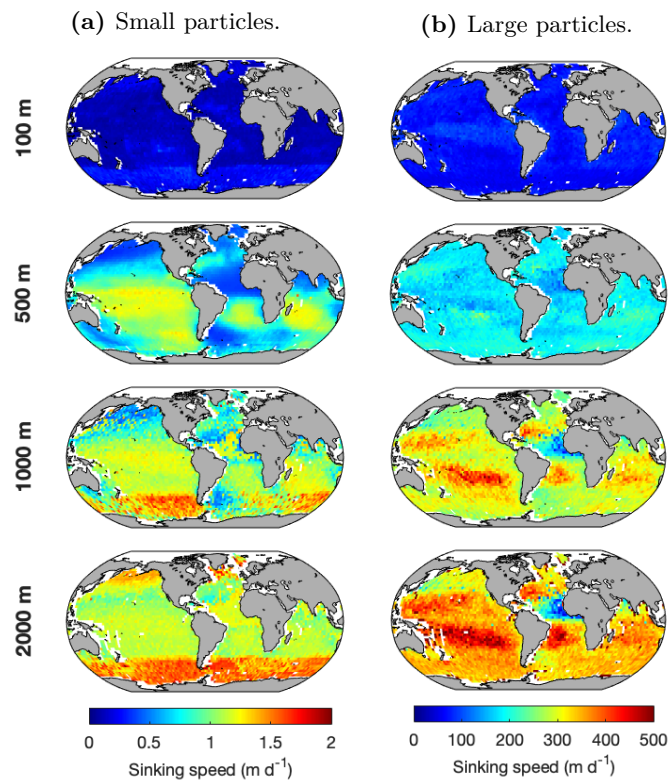 (a) Small particles.
(b) Large particles.
100 m
500 m
1000 m
2000 m
0 0.5 1 1.5 2
Sinking speed (m d⁻¹)
0 100 200 300 400 500
Sinking speed (m d⁻¹)